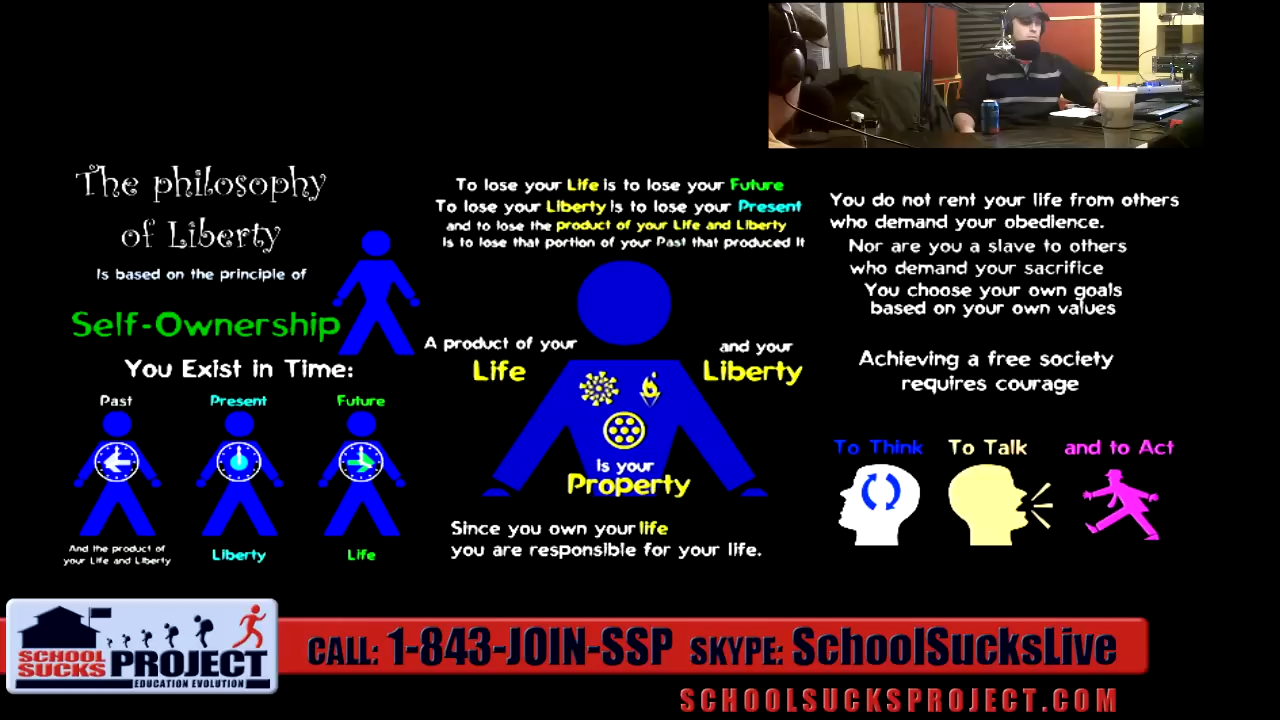 The philosophy
of Liberty
Is based on the principle of
Self-Ownership
You Exist in Time:
Past
Present
Future
And the product of
your Life and Liberty
Liberty
Life
To lose your Life is to lose your Future
To lose your Liberty is to lose your Present
and to lose the product of your Life and Liberty
Is to lose that portion of your Past that produced It
A product of your
Life
and your
Liberty
Is your
Property
Since you own your life
you are responsible for your life.
You do not rent your life from others
who demand your obedience.
Nor are you a slave to others
who demand your sacrifice
You choose your own goals
based on your own values
Achieving a free society
requires courage
To Think
To Talk
and to Act
SCHOOL
SUCKS
PROJECT
EDUCATION EVOLUTION
CALL: 1-843-JOIN-SSP SKYPE: SchoolSucksLive
SCHOOLSUCKSPROJECT.COM